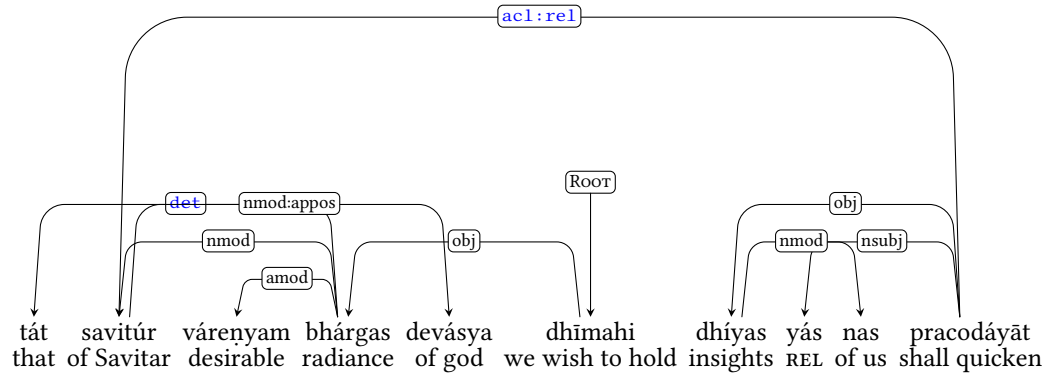 acl:rel
ROOT
det nmod:appos obj
nmod obj nmod nsubj
amod
tát savitúr váreṇyam bhárgas devásya dhīmahi dhíyas yás nas pracodáyāt
that of Savitar desirable radiance of god we wish to hold insights REL of us shall quicken